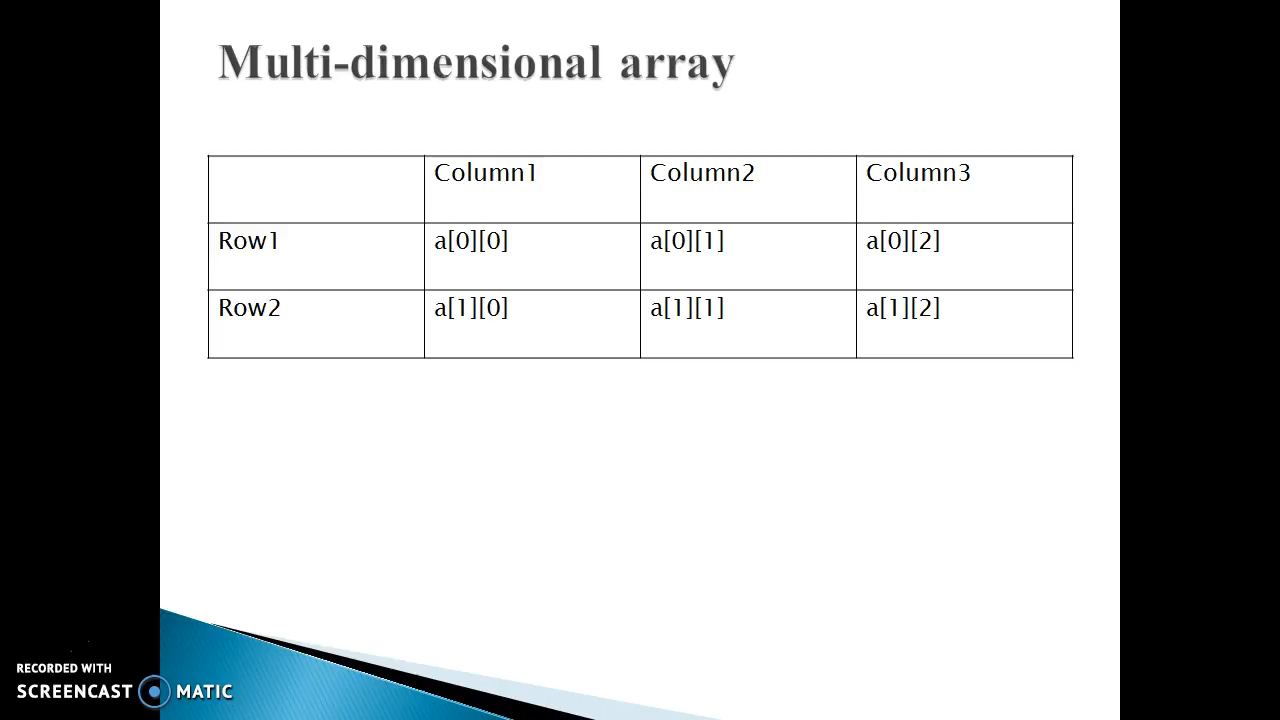 Multi-dimensional array
Column1 Column2 Column3
Row1 a[0][0] a[0][1] a[0][2]
Row2 a[1][0] a[1][1] a[1][2]
RECORDED WITH
SCREENCAST MATIC